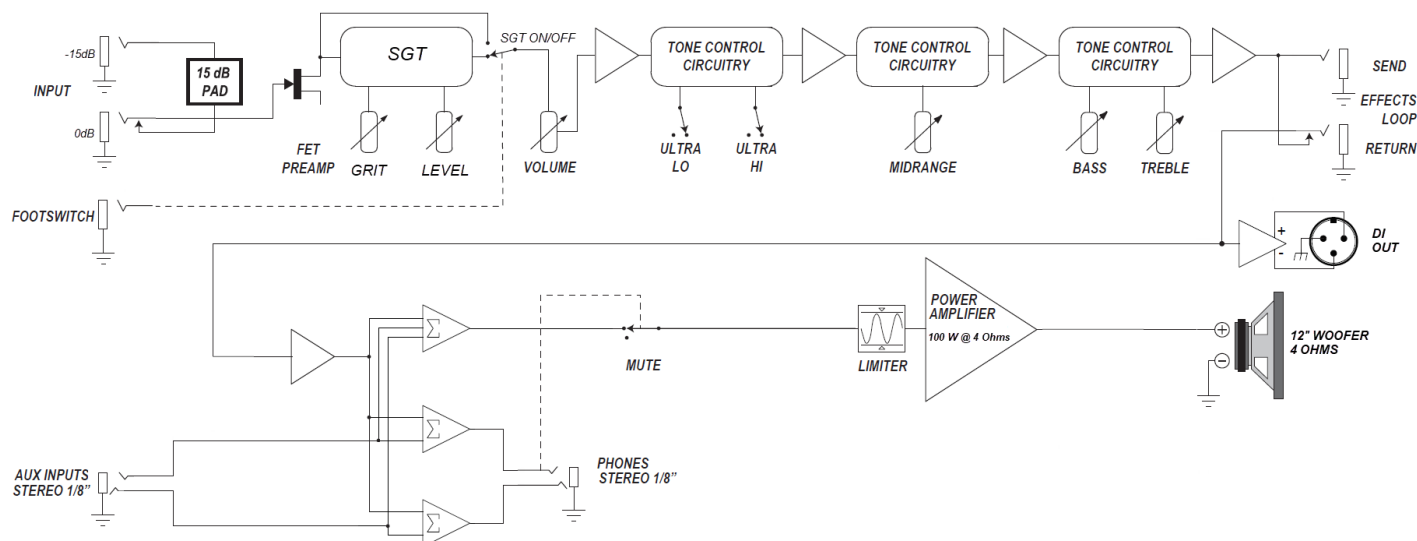 -15dB
INPUT
0dB
15 dB
PAD
FET
PREAMP
SGT
SGT ON/OFF
GRIT
LEVEL
VOLUME
TONE CONTROL
CIRCUITRY
ULTRA
LO
ULTRA
HI
TONE CONTROL
CIRCUITRY
MIDRANGE
TONE CONTROL
CIRCUITRY
BASS
TREBLE
SEND
EFFECTS
LOOP
RETURN
FOOTSWITCH
+
-
DI
OUT
Σ
Σ
Σ
MUTE
LIMITER
POWER
AMPLIFIER
100 W @ 4 Ohms
+
−
12" WOOFER
4 OHMS
AUX INPUTS
STEREO 1/8”
PHONES
STEREO 1/8”